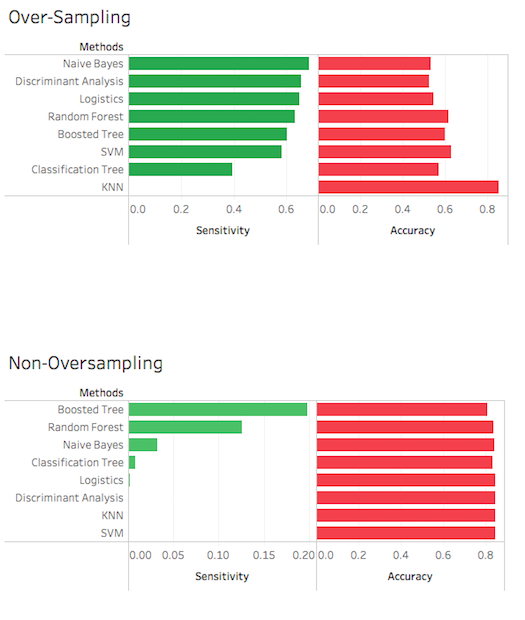 Over-Sampling
Methods
Naive Bayes
Discriminant Analysis
Logistics
Random Forest
Boosted Tree
SVM
Classification Tree
KNN
0.0 0.2 0.4 0.6 0.0 0.2 0.4 0.6 0.8
Sensitivity Accuracy
Non-Oversampling
Methods
Boosted Tree
Random Forest
Naive Bayes
Classification Tree
Logistics
Discriminant Analysis
KNN
SVM
0.00 0.05 0.10 0.15 0.20 0.0 0.2 0.4 0.6 0.8
Sensitivity Accuracy